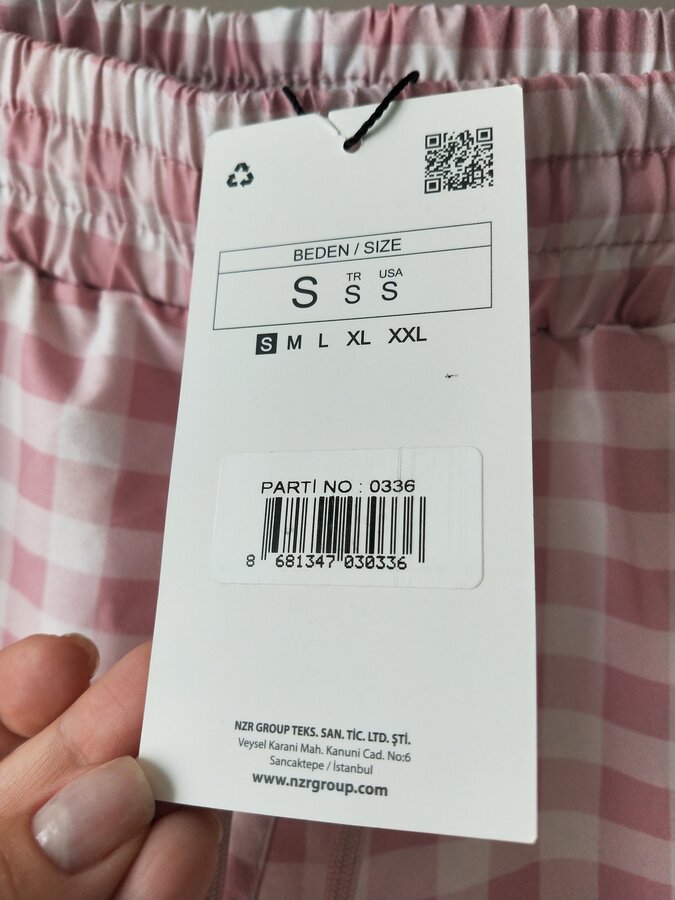 BEDEN / SIZE
S TR S USA S
S M L XL XXL
PARTİ NO : 0336
8 681347 030336
NZR GROUP TEKS. SAN. TİC. LTD. ŞTİ.
Veysel Karani Mah. Kanuni Cad. No:6
Sancaktepe / İstanbul
www.nzrgroup.com